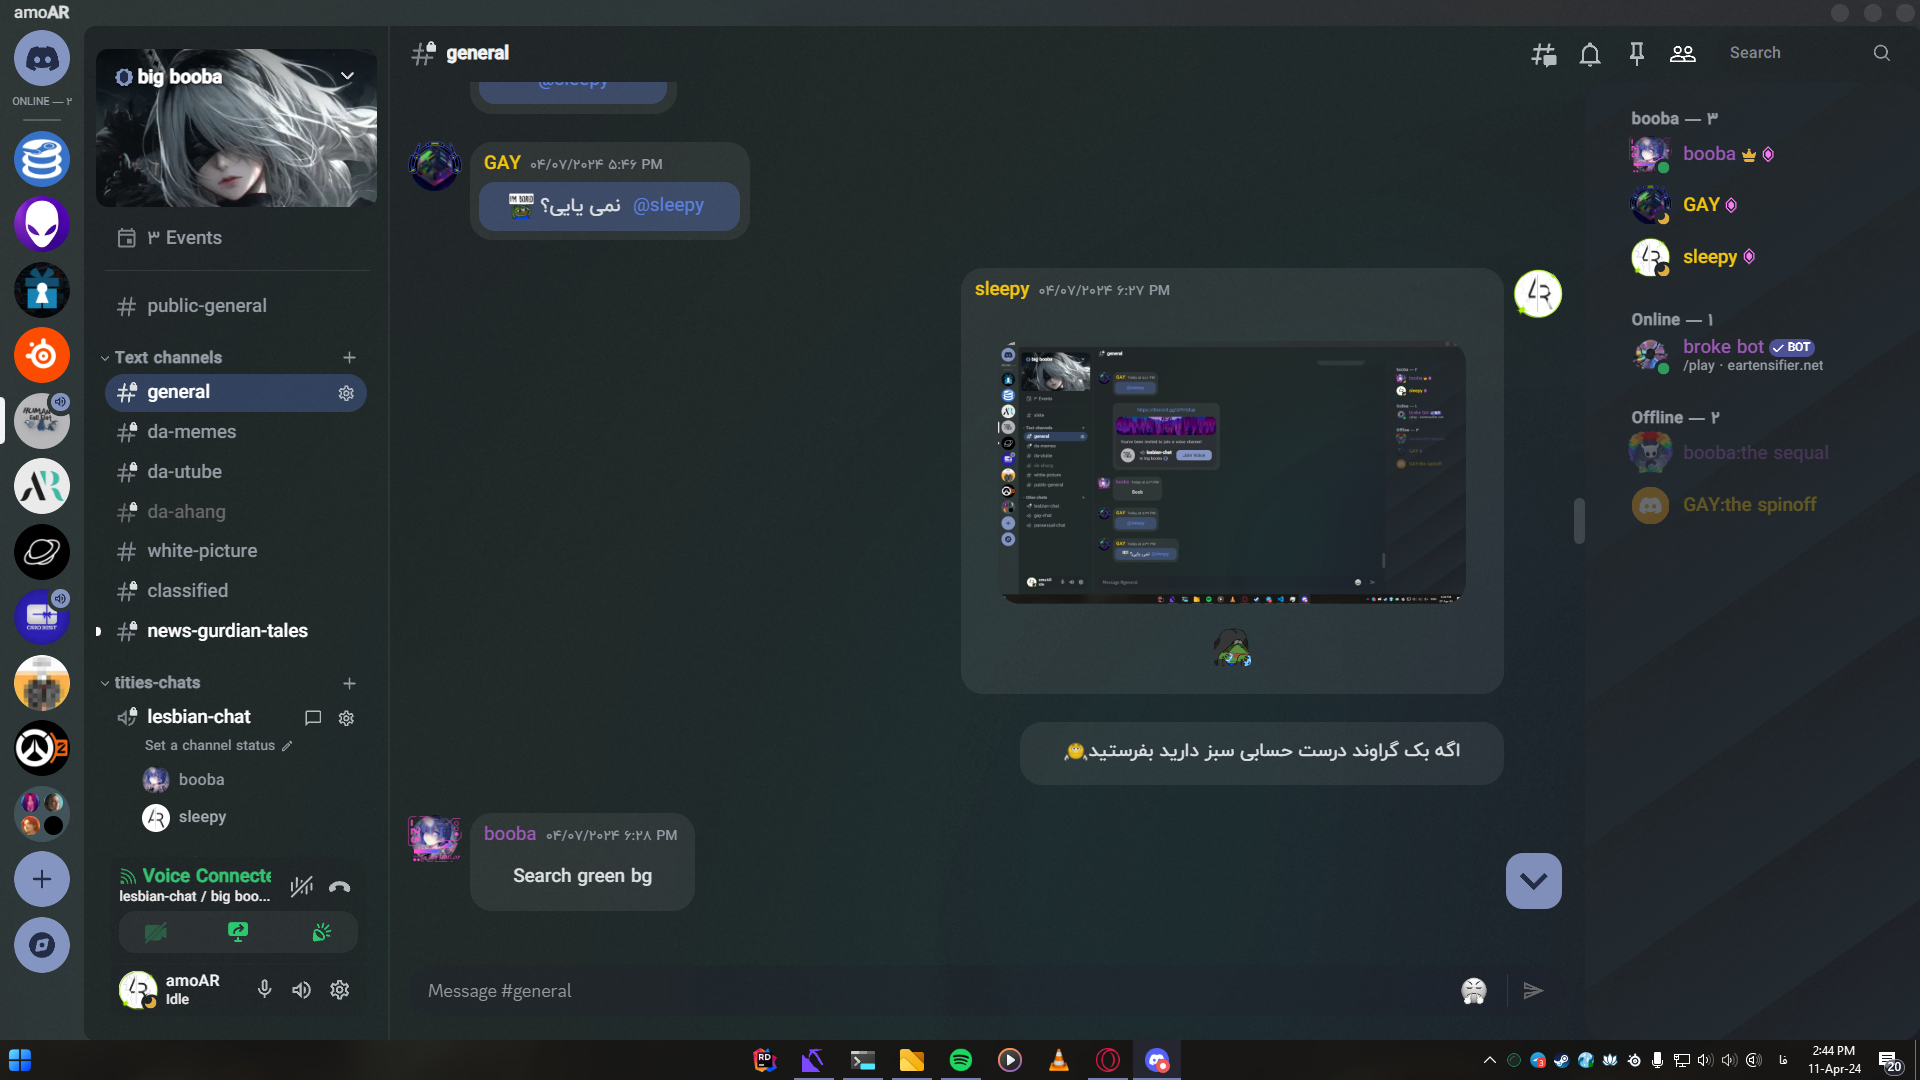 amoAR
ONLINE — ۲
big booba
۳ Events
public-general
Text channels
general
da-memes
da-utube
da-ahang
white-picture
classified
news-gurdian-tales
tities-chats
lesbian-chat
Set a channel status
booba
sleepy
Voice Connecte
lesbian-chat / big boo...
amoAR
Idle
general
Search
@sleepy
GAY ۰۴/۰۷/۲۰۲۴ ۵:۴۶ PM
@sleepy نمی یایی؟
sleepy ۰۴/۰۷/۲۰۲۴ ۶:۲۷ PM
اگه بک گراوند درست حسابی سبز دارید بفرستید
booba ۰۴/۰۷/۲۰۲۴ ۶:۲۸ PM
Search green bg
Message #general
booba — ۳
booba
GAY
sleepy
Online — ۱
broke bot BOT
/play · eartensifier.net
Offline — ۲
booba:the sequal
GAY:the spinoff
فا
2:44 PM
11-Apr-24
20